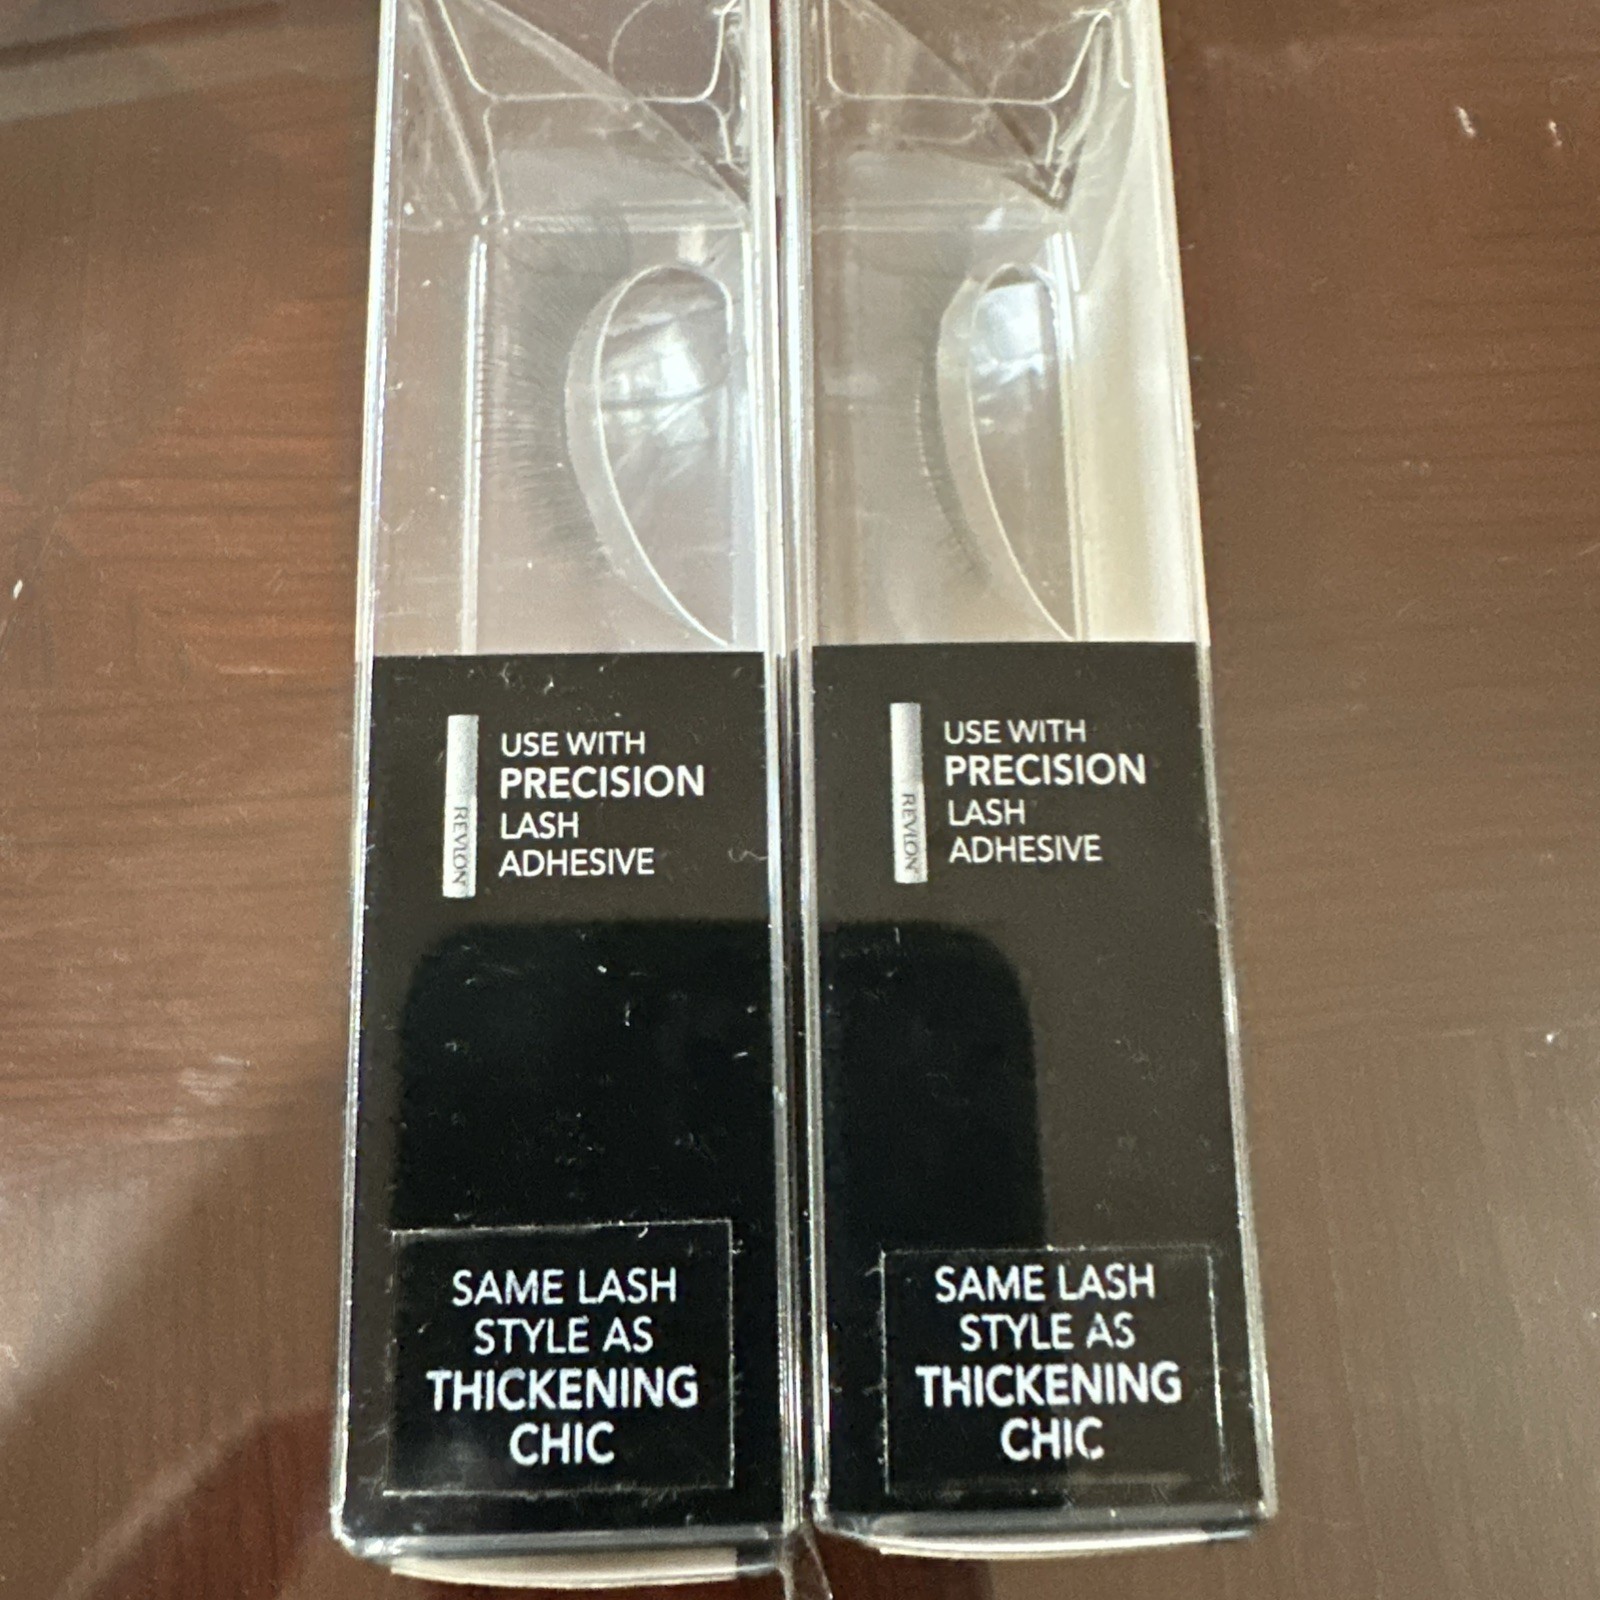 USE WITH
PRECISION
LASH
ADHESIVE
REVLON
SAME LASH
STYLE AS
THICKENING
CHIC
USE WITH
PRECISION
LASH
ADHESIVE
REVLON
SAME LASH
STYLE AS
THICKENING
CHIC